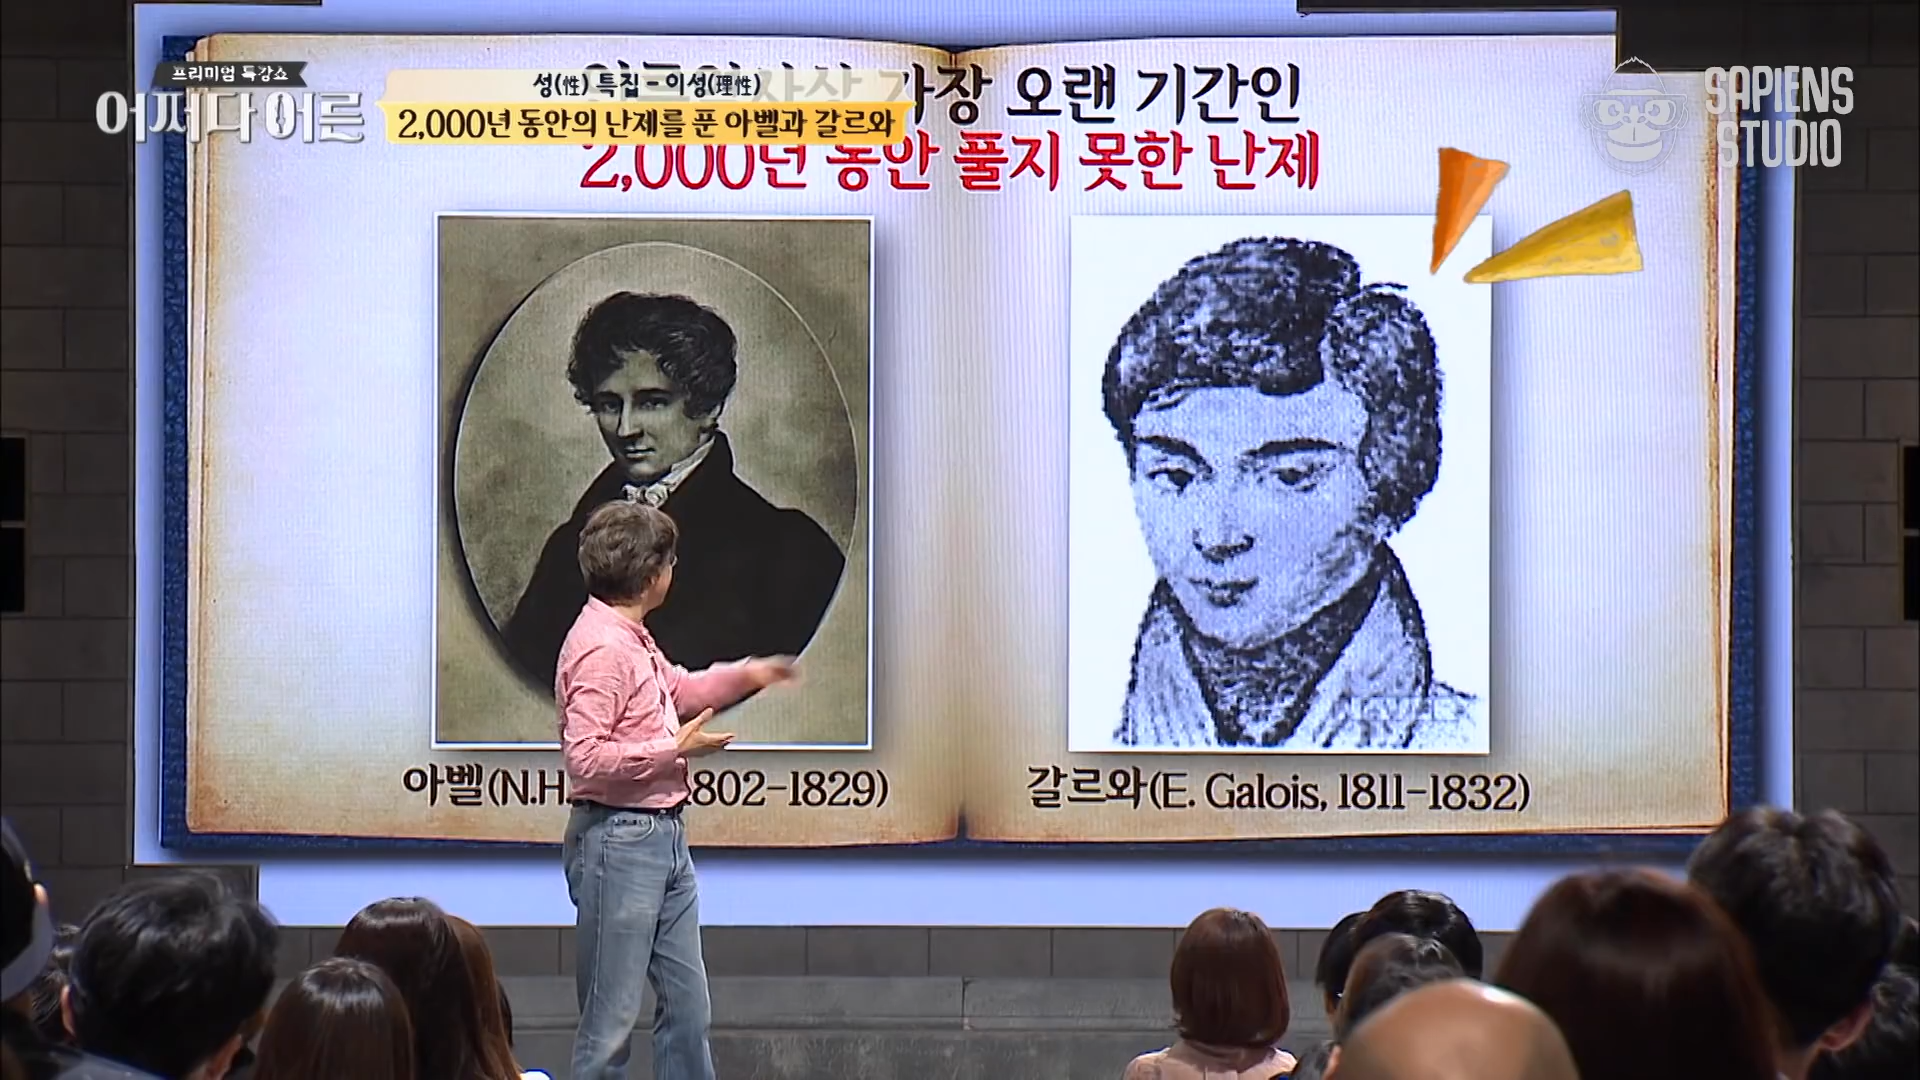 프리미엄 특강쇼
어쩌다 어른
성(性) 특집 - 이성(理性)
2,000년 동안의 난제를 푼 아벨과 갈르와
가장 오랜 기간인
2,000년 동안 풀지 못한 난제
SAPIENS
STUDIO
아벨(N.H. 1802-1829)
갈르와(E. Galois, 1811-1832)